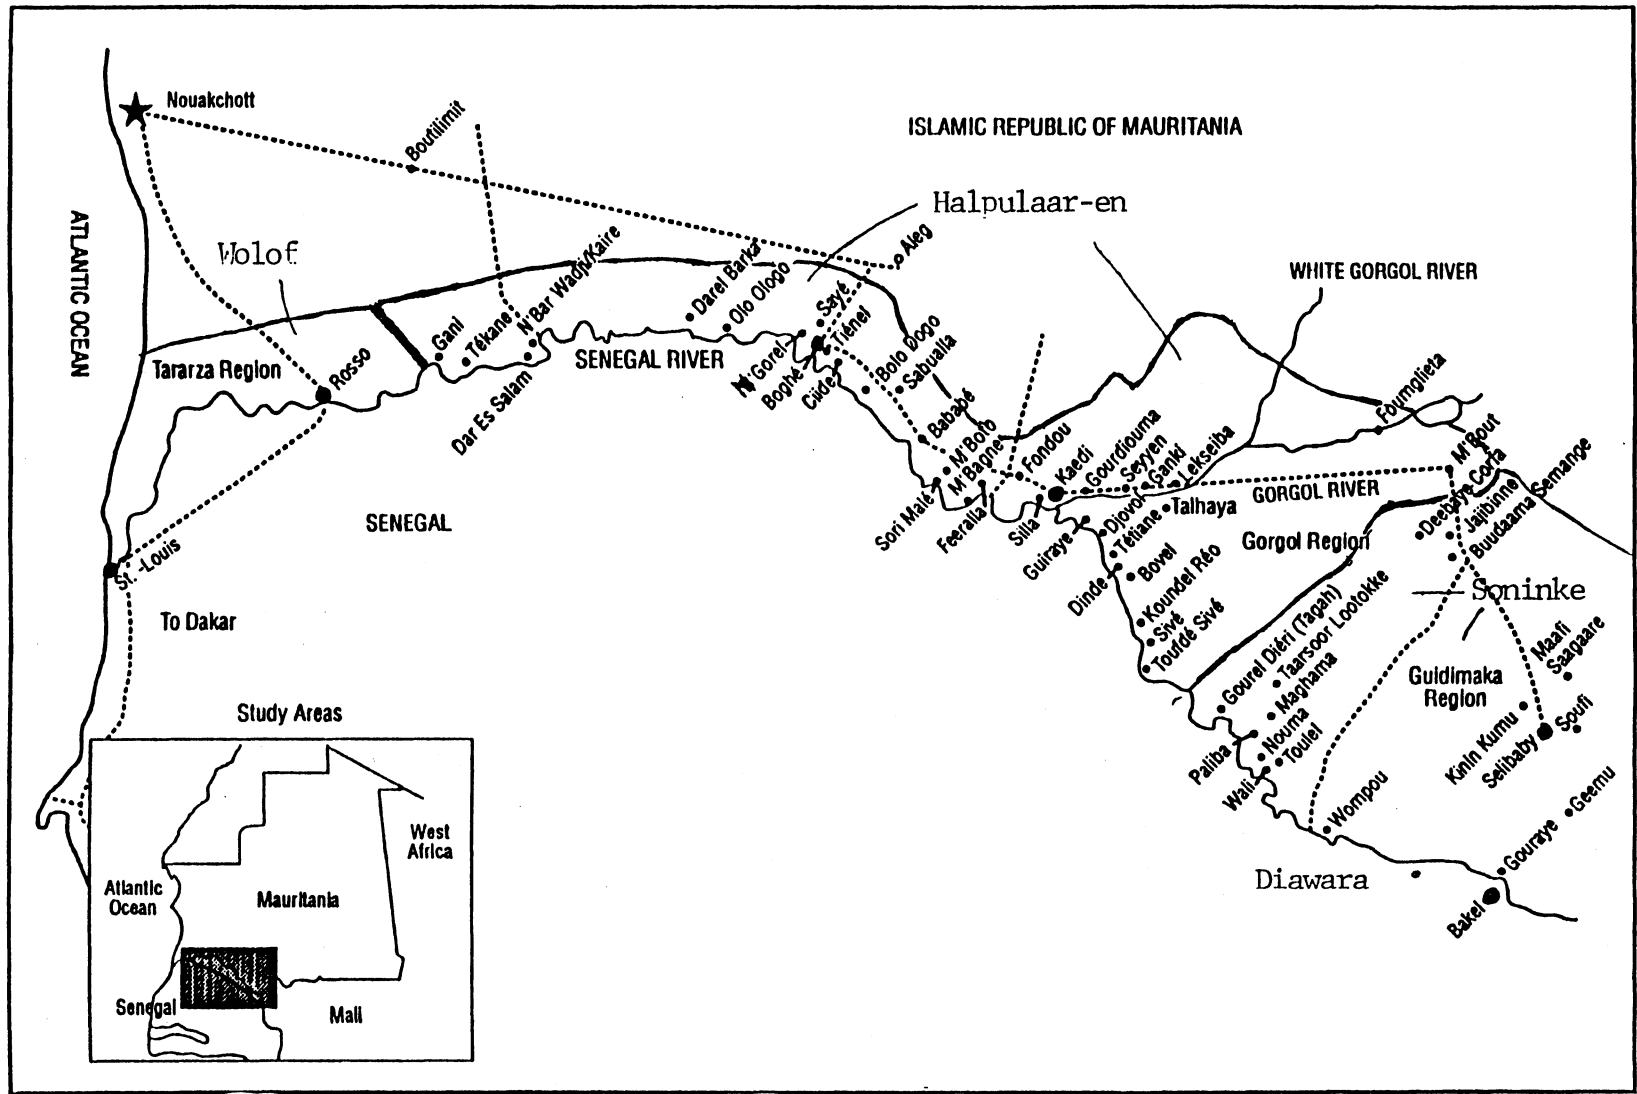 Nouakchott
Boutilimit
ISLAMIC REPUBLIC OF MAURITANIA
Halpulaar-en
Wolof
ATLANTIC OCEAN
Aleg
WHITE GORGOL RIVER
Tararza Region
Rosso
Gani
Tékane
N'Bar Wadji/Kaire
Dar Es Salam
SENEGAL RIVER
Darel Barka
Olo Ologo
Sayé
Tiénel
N'Gorel
Boghé
Ciide
Bolo Dogo
Sabualla
Bababé
M'Bolo
M'Bagne
Sori Malé
Feeralla
Fondou
Silla
Kaedi
Gourdiouma
Seyyen
Ganki
Lekseiba
Foumglieta
M'Bout
GORGOL RIVER
Talhaya
Djovol
Tétiane
Guiraye
Dinde
Bovel
Koundel Réo
Sivé
Toufdé Sivé
Gorgol Region
Deebaye Corfa
Jajibinne
Buudaama Semange
Soninke
SENEGAL
St.-Louis
To Dakar
Gourel Diéri (Tagah)
Taarsoor Lootokke
Maghama
Nouma
Toulel
Paliba
Wali
Guidimaka
Region
Maafi
Saagaare
Kinin Kumu
Selibaby
Soufi
Wompou
Geemu
Gouraye
Diawara
Bakel
Study Areas
West
Africa
Atlantic
Ocean
Mauritania
Senegal
Mali